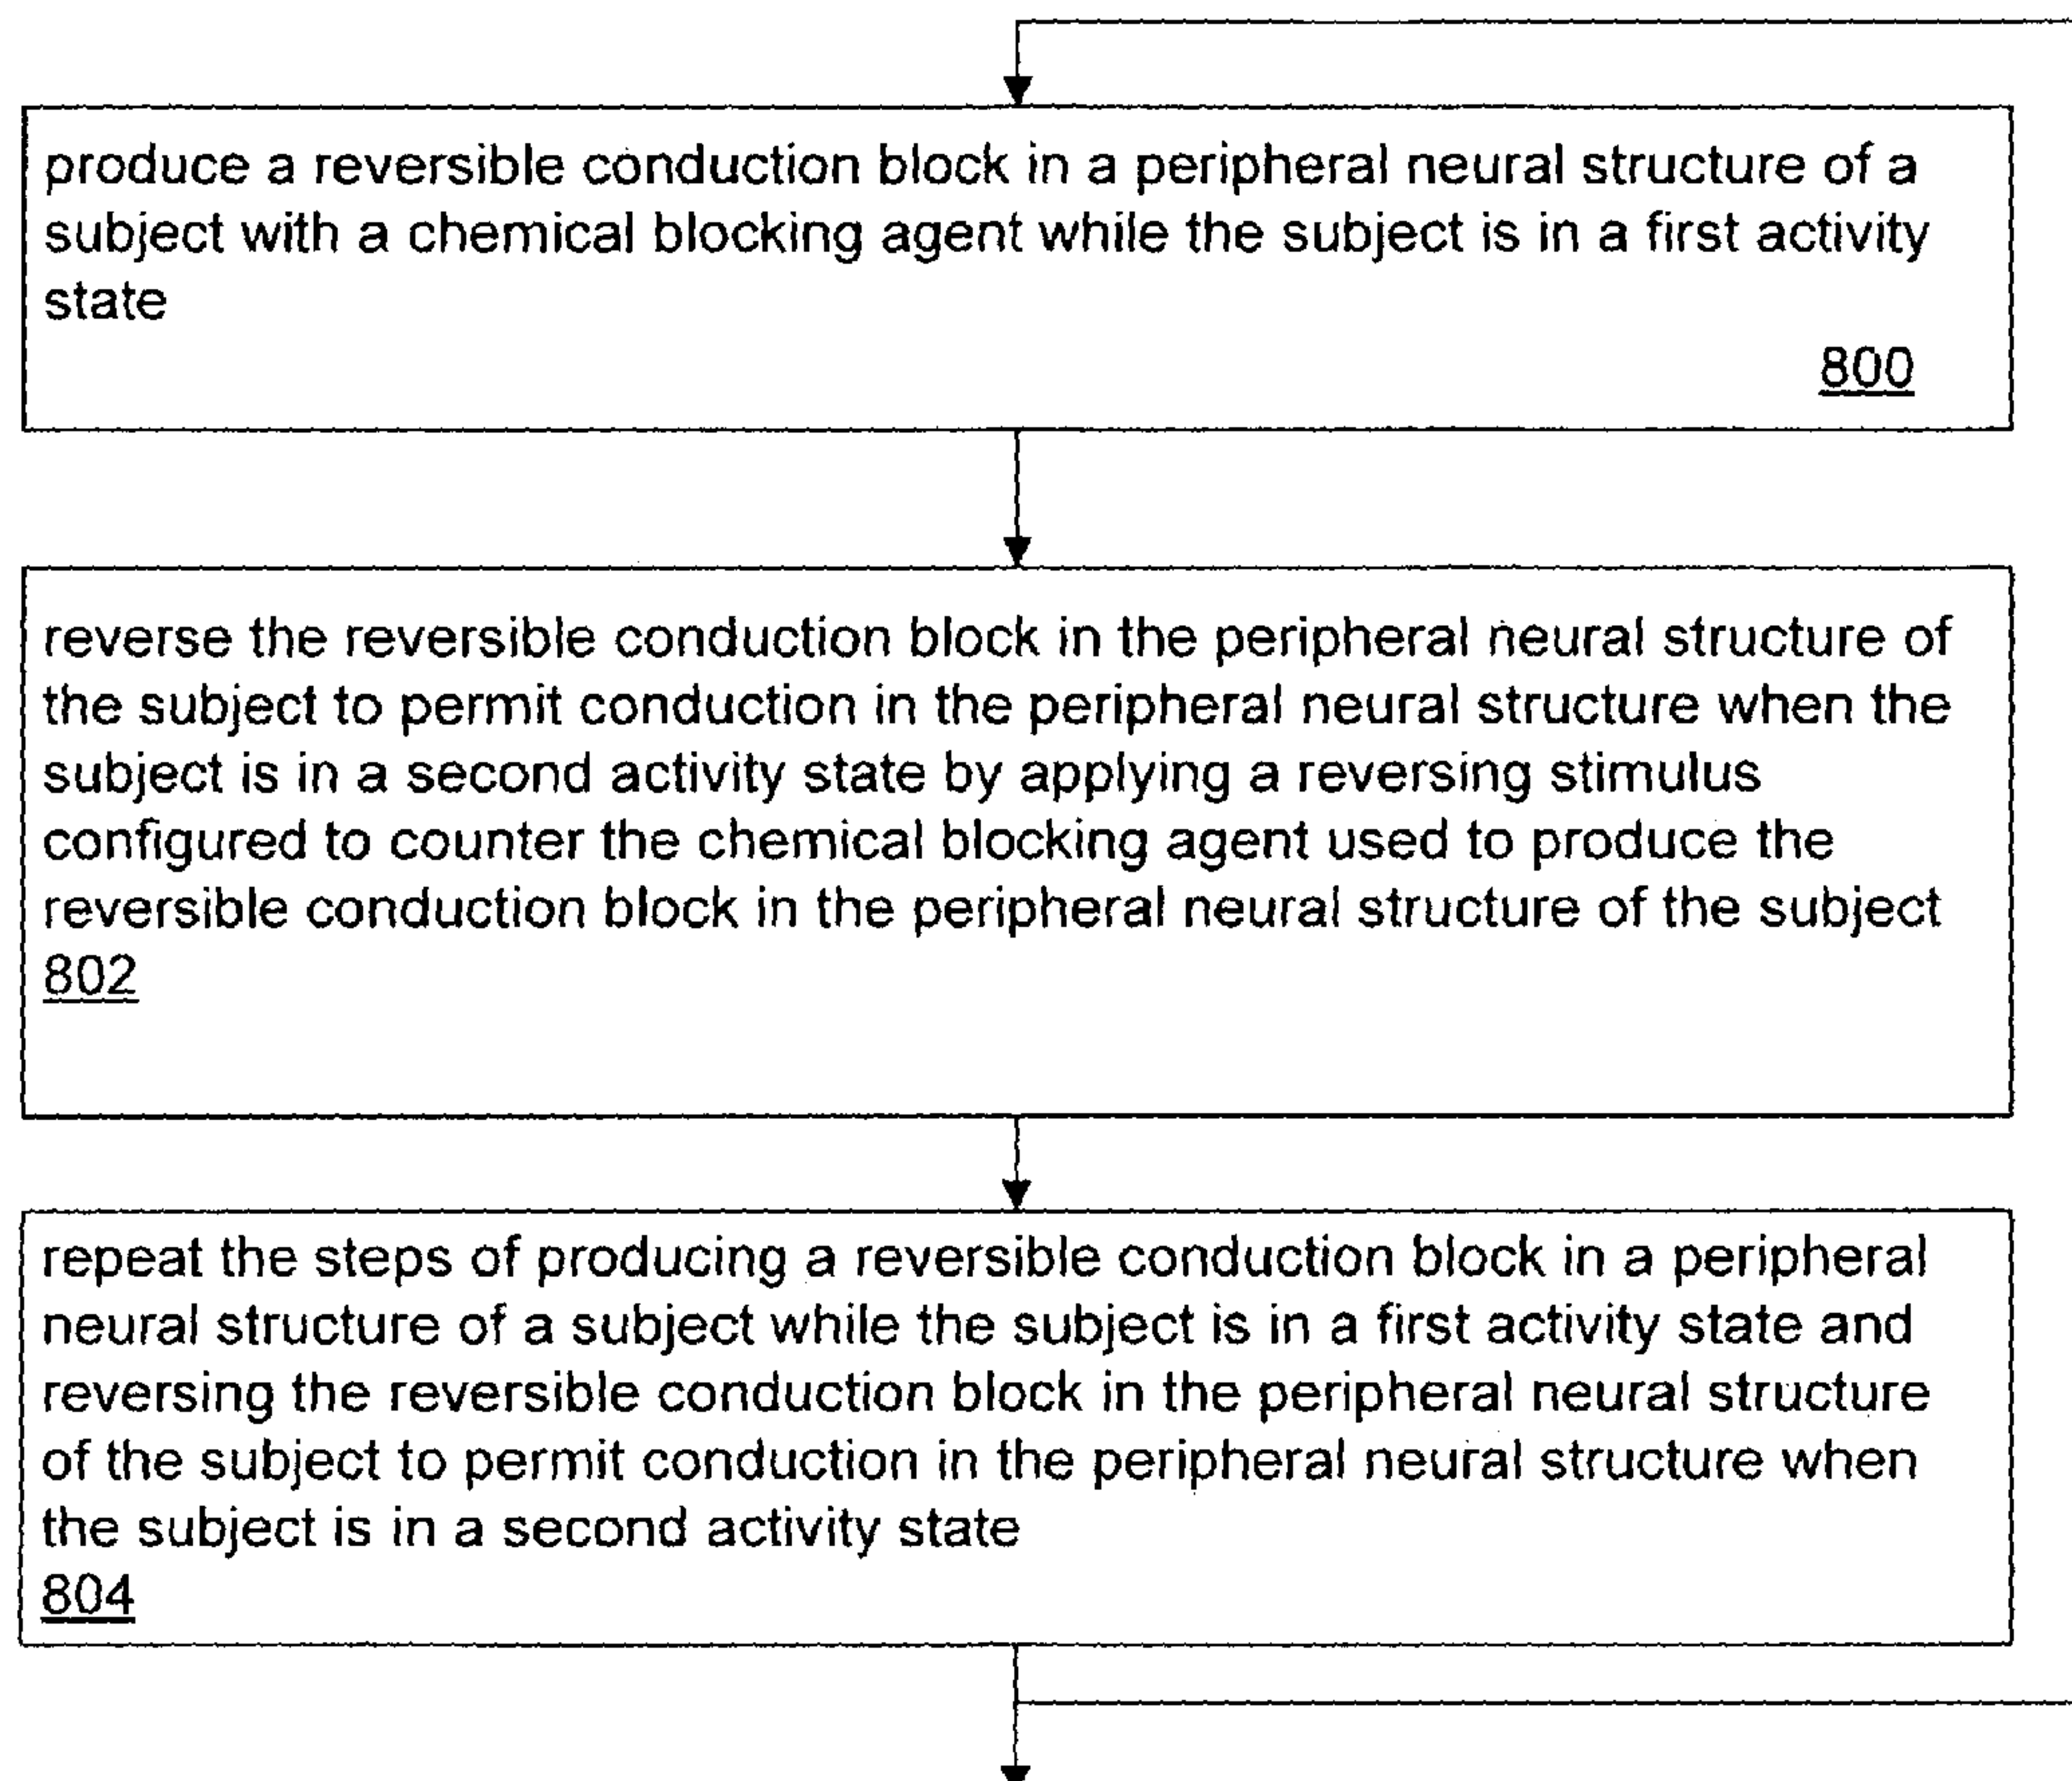 produce a reversible conduction block in a peripheral neural structure of a
subject with a chemical blocking agent while the subject is in a first activity
state
800
reverse the reversible conduction block in the peripheral neural structure of
the subject to permit conduction in the peripheral neural structure when the
subject is in a second activity state by applying a reversing stimulus
configured to counter the chemical blocking agent used to produce the
reversible conduction block in the peripheral neural structure of the subject
802
repeat the steps of producing a reversible conduction block in a peripheral
neural structure of a subject while the subject is in a first activity state and
reversing the reversible conduction block in the peripheral neural structure
of the subject to permit conduction in the peripheral neural structure when
the subject is in a second activity state
804